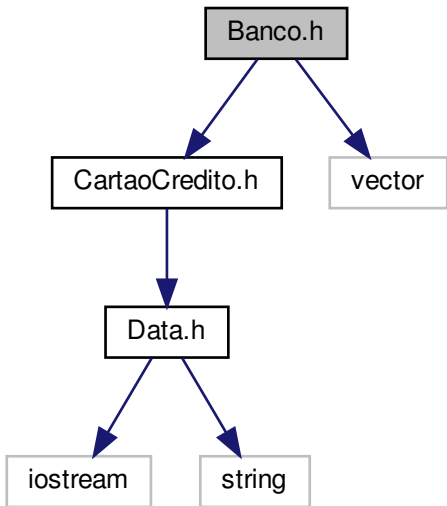 Banco.h
CartaoCredito.h
vector
Data.h
iostream
string